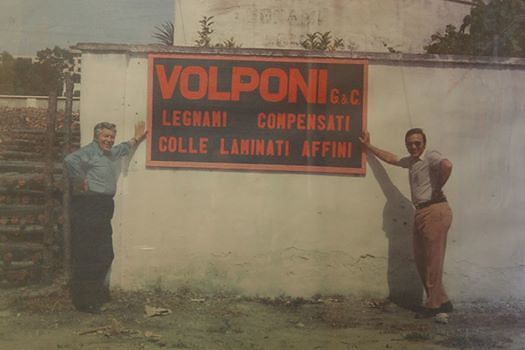 VOLPONI G.&C.
LEGNAMI COMPENSATI
COLLE LAMINATI AFFINI